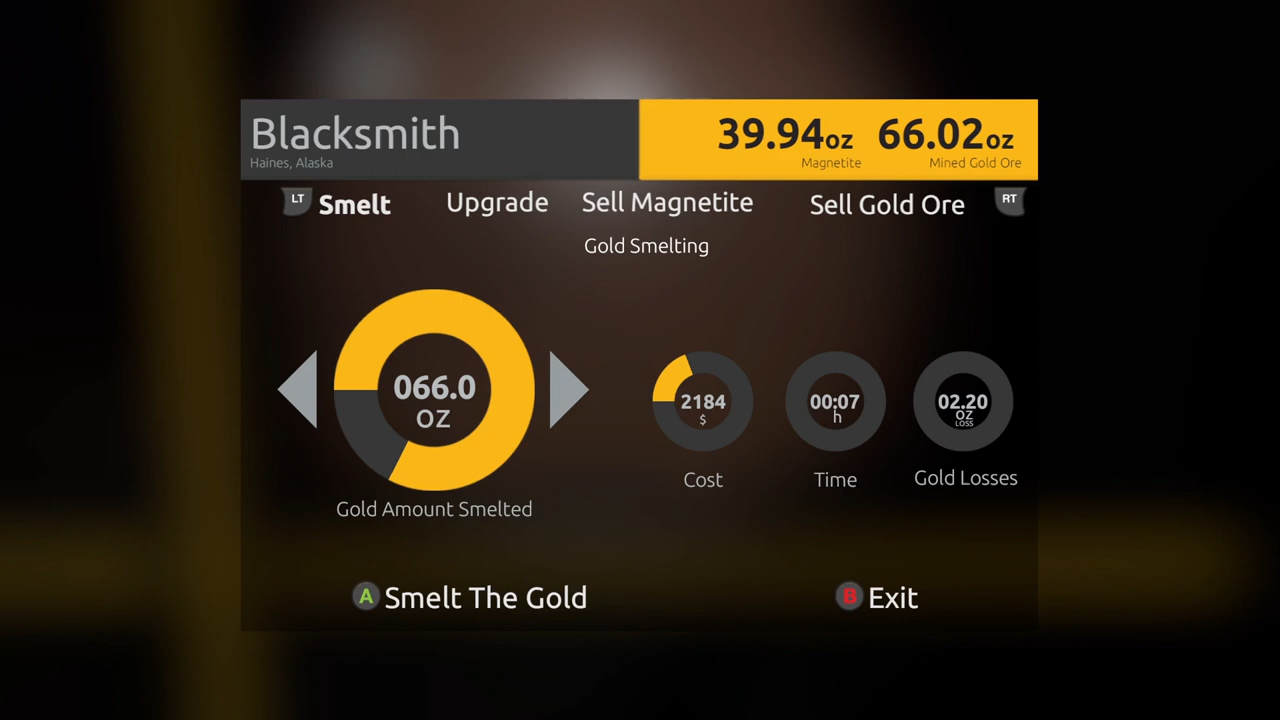 Blacksmith
Haines, Alaska
39.94oz 66.02oz
Magnetite Mined Gold Ore
LT Smelt Upgrade Sell Magnetite Sell Gold Ore RT
Gold Smelting
066.0
OZ
Gold Amount Smelted
2184
$
Cost
00:07
h
Time
02.20
OZ
LOSS
Gold Losses
A Smelt The Gold
B Exit